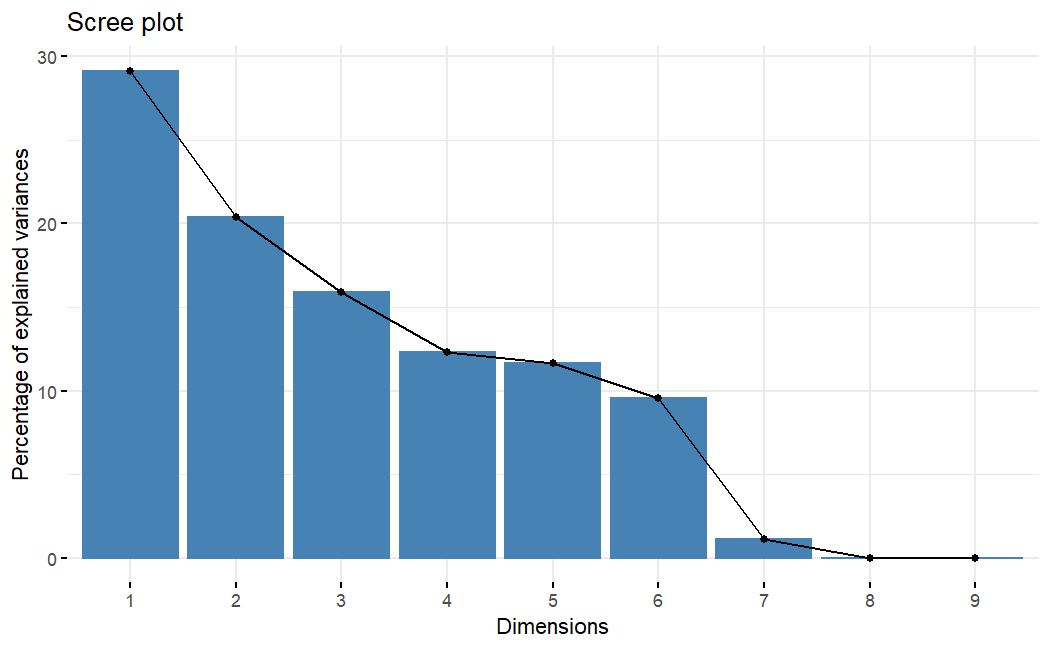 Scree plot
30
20
10
0
Percentage of explained variances
1 2 3 4 5 6 7 8 9
Dimensions